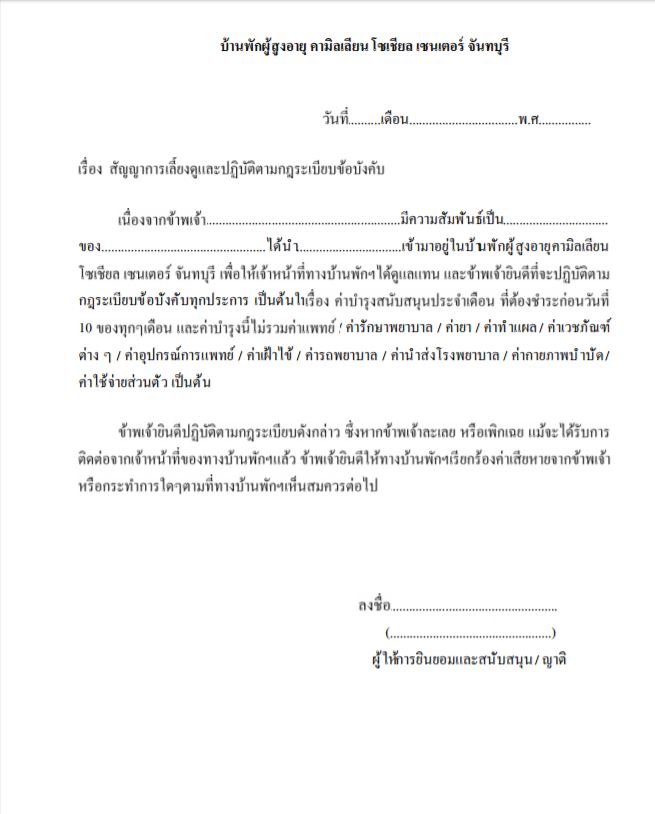 บ้านพักผู้สูงอายุ คามิลเลียน โซเชียล เซนเตอร์ จันทบุรี
วันที่..........เดือน.................................พ.ศ................
เรื่อง สัญญาการเลี้ยงดูและปฏิบัติตามกฎระเบียบข้อบังคับ
เนื่องจากข้าพเจ้า...........................................................มีความสัมพันธ์เป็น................................
ของ..................................................ได้นำ...............................เข้ามาอยู่ในบ้านพักผู้สูงอายุคามิลเลียน
โซเชียล เซนเตอร์ จันทบุรี เพื่อให้เจ้าหน้าที่ทางบ้านพักฯได้ดูแลแทน และข้าพเจ้ายินดีที่จะปฏิบัติตาม
กฎระเบียบข้อบังคับทุกประการ เป็นต้นในเรื่อง ค่าบำรุงสนับสนุนประจำเดือน ที่ต้องชำระก่อนวันที่
10 ของทุกๆเดือน และค่าบำรุงนี้ไม่รวมค่าแพทย์ / ค่ารักษาพยาบาล / ค่ายา / ค่าทำแผล / ค่าเวชภัณฑ์
ต่าง ๆ / ค่าอุปกรณ์การแพทย์ / ค่าเฝ้าไข้ / ค่ารถพยาบาล / ค่านำส่งโรงพยาบาล / ค่ากายภาพบำบัด/
ค่าใช้จ่ายส่วนตัว เป็นต้น
ข้าพเจ้ายินดีปฏิบัติตามกฎระเบียบดังกล่าว ซึ่งหากข้าพเจ้าละเลย หรือเพิกเฉย แม้จะได้รับการ
ติดต่อจากเจ้าหน้าที่ของทางบ้านพักฯแล้ว ข้าพเจ้ายินดีให้ทางบ้านพักฯเรียกร้องค่าเสียหายจากข้าพเจ้า
หรือกระทำการใดๆตามที่ทางบ้านพักฯเห็นสมควรต่อไป
ลงชื่อ...................................................
(..................................................)
ผู้ให้การยินยอมและสนับสนุน / ญาติ